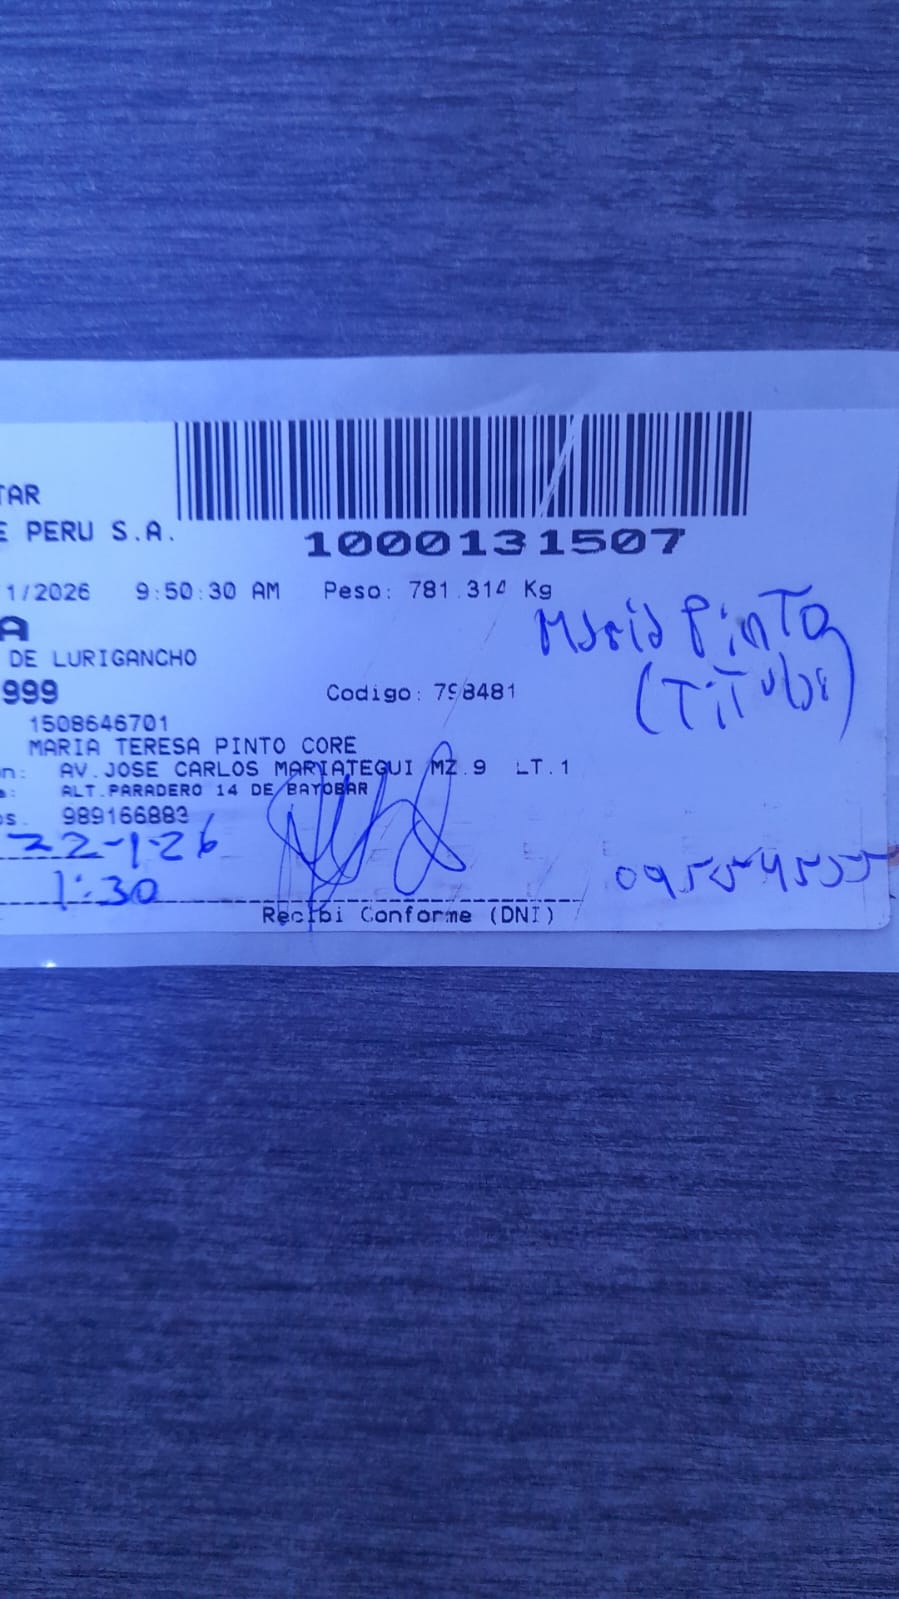 TAR
E PERU S.A.
1000131507
1/2026 9:50:30 AM Peso: 781.314 Kg
A
DE LURIGANCHO
María Pinto
(Titular)
999 Codigo: 798481
1508646701
MARIA TERESA PINTO CORE
n: AV.JOSE CARLOS MARIATEGUI MZ.9 LT.1
a: ALT.PARADERO 14 DE BAYOBAR
os. 989166883
22-1-26
1:30
Recibi Conforme (DNI)